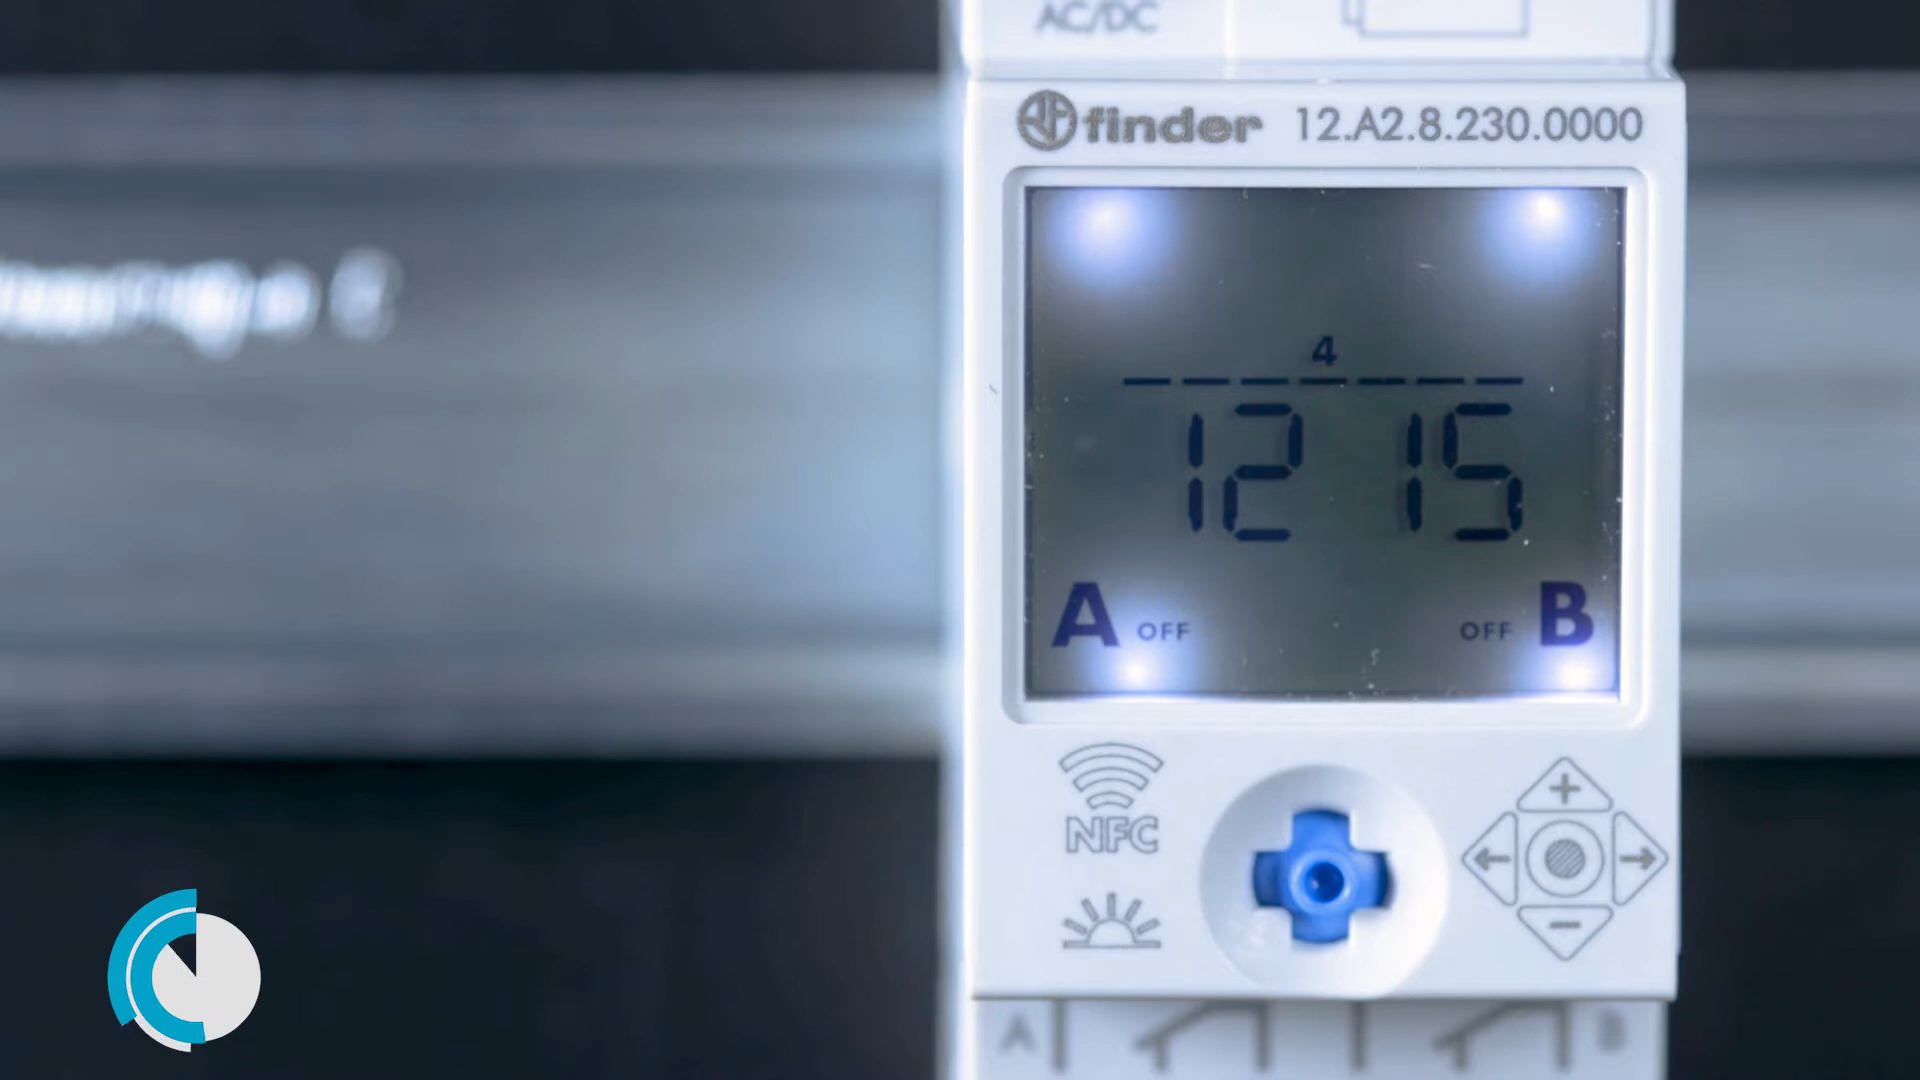 AC/DC
finder 12.A2.8.230.0000
4
12 15
A OFF OFF B
NFC
A B